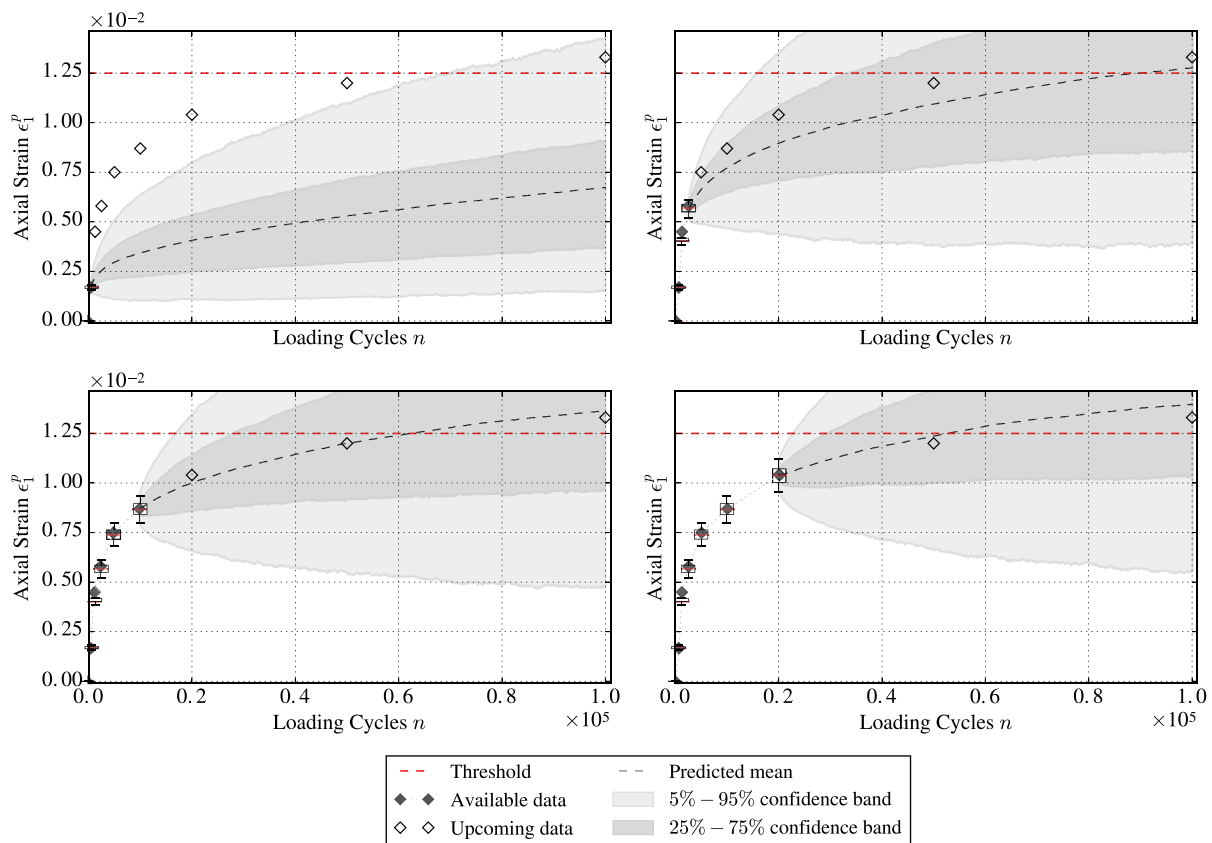 ×10⁻²
Axial Strain ϵ₁ᵖ
1.25
1.00
0.75
0.50
0.25
0.00
Loading Cycles n
Axial Strain ϵ₁ᵖ
Loading Cycles n
×10⁻²
Axial Strain ϵ₁ᵖ
1.25
1.00
0.75
0.50
0.25
0.00
0.0 0.2 0.4 0.6 0.8 1.0
Loading Cycles n
×10⁵
Axial Strain ϵ₁ᵖ
0.0 0.2 0.4 0.6 0.8 1.0
Loading Cycles n
×10⁵
Threshold
Available data
Upcoming data
Predicted mean
5% − 95% confidence band
25% − 75% confidence band